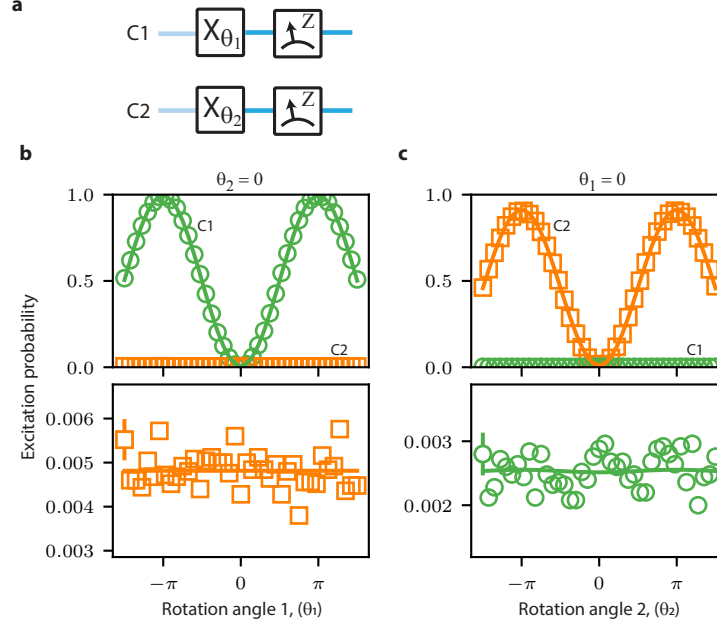 a
C1 Xθ1 Z
C2 Xθ2 Z
b
θ2 = 0
1.0
0.5
0.0
C1
C2
0.006
0.005
0.004
0.003
Excitation probability
−π 0 π
Rotation angle 1, (θ1)
c
θ1 = 0
1.0
0.5
0.0
C2
C1
0.003
0.002
−π 0 π
Rotation angle 2, (θ2)